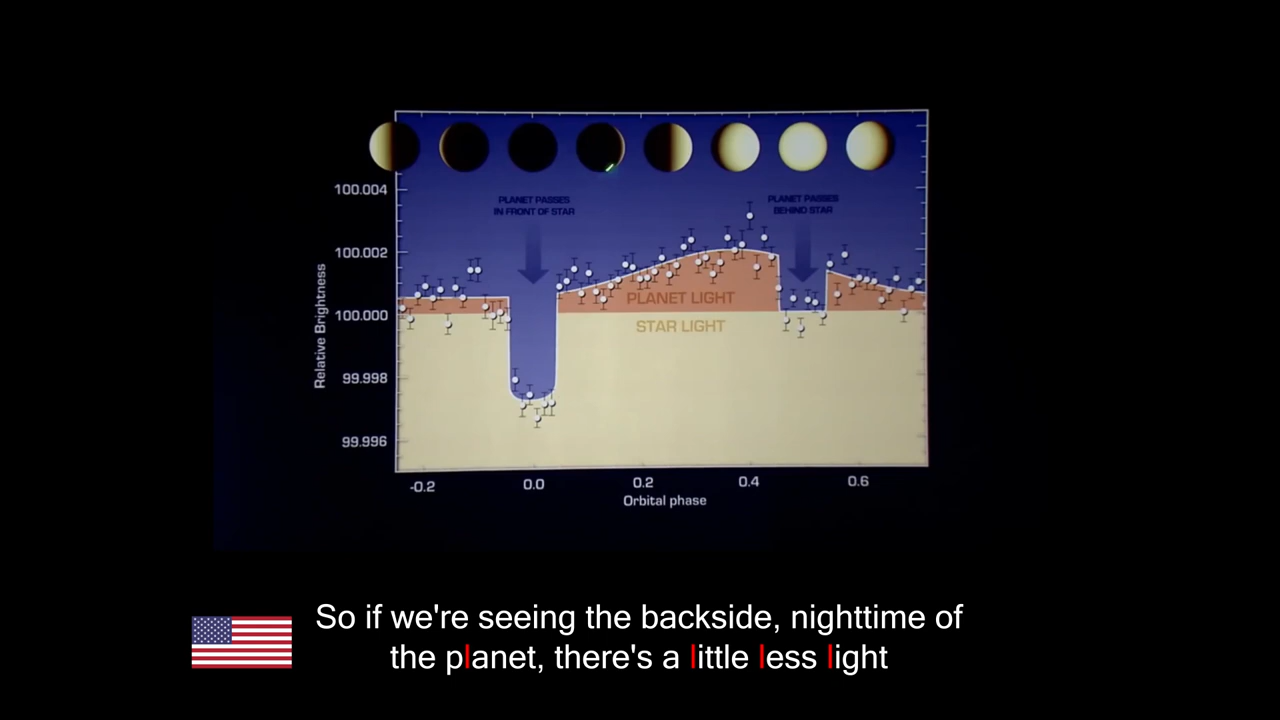 PLANET PASSES
IN FRONT OF STAR
PLANET PASSES
BEHIND STAR
100.004
100.002
100.000
99.998
99.996
Relative Brightness
PLANET LIGHT
STAR LIGHT
-0.2
0.0
0.2
0.4
0.6
Orbital phase
So if we're seeing the backside, nighttime of
the planet, there's a little less light